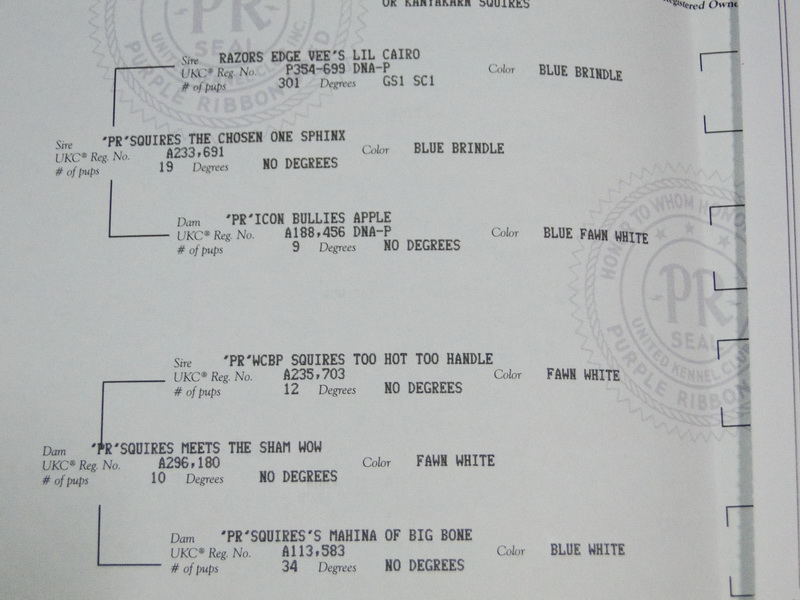 OR KANTAKARN SQUIRES
Registered Owne
Sire RAZORS EDGE VEE'S LIL CAIRO
UKC® Reg. No. P354-699 DNA-P Color BLUE BRINDLE
# of pups 301 Degrees GS1 SC1
Sire 'PR'SQUIRES THE CHOSEN ONE SPHINX
UKC® Reg. No. A233,691 Color BLUE BRINDLE
# of pups 19 Degrees NO DEGREES
Dam 'PR'ICON BULLIES APPLE
UKC® Reg. No. A188,456 DNA-P Color BLUE FAWN WHITE
# of pups 9 Degrees NO DEGREES
Sire 'PR'WCBP SQUIRES TOO HOT TOO HANDLE
UKC® Reg. No. A235,703 Color FAWN WHITE
# of pups 12 Degrees NO DEGREES
Dam 'PR'SQUIRES MEETS THE SHAM WOW
UKC® Reg. No. A296,180 Color FAWN WHITE
# of pups 10 Degrees NO DEGREES
Dam 'PR'SQUIRES'S MAHINA OF BIG BONE
UKC® Reg. No. A113,583 Color BLUE WHITE
# of pups 34 Degrees NO DEGREES
PR
SEAL
PURPLE RIBBON
TO WHOM HONO
-PR-
SEAL
UNITED KENNEL CLUB
PURPLE RIBBON